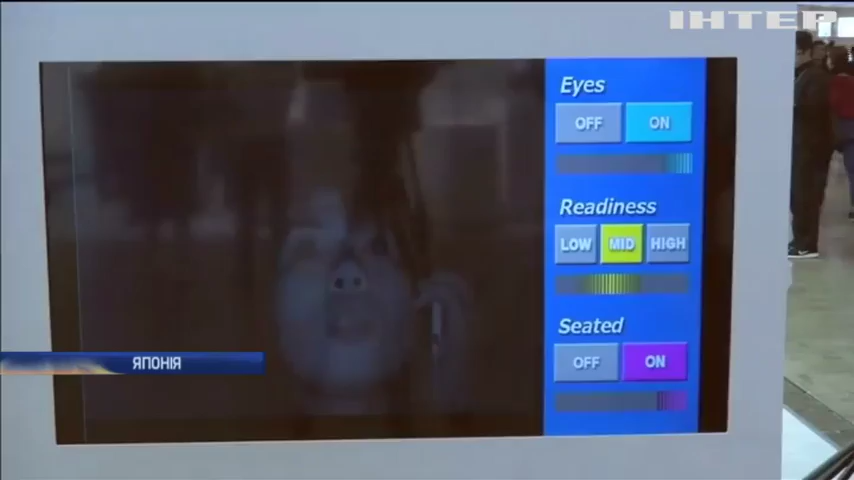 ІНТЕР
Eyes
OFF ON
Readiness
LOW MID HIGH
Seated
OFF ON
ЯПОНІЯ